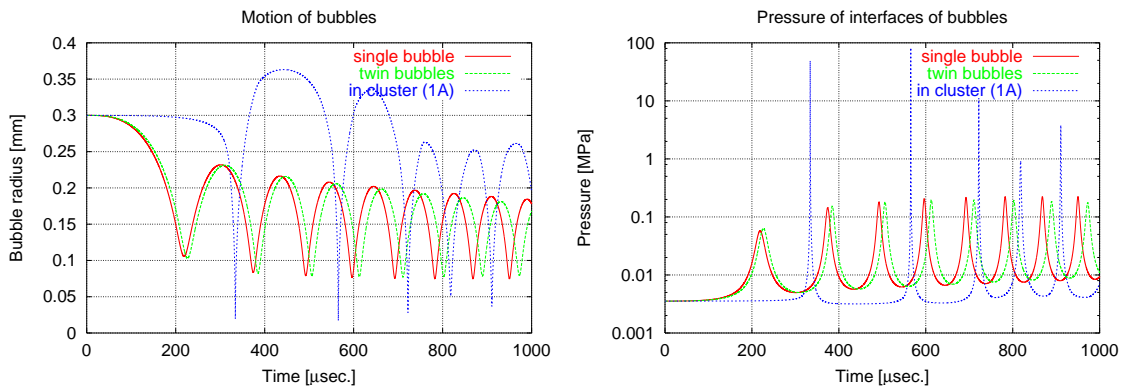 Motion of bubbles
0.4
0.35
0.3
0.25
0.2
0.15
0.1
0.05
0
Bubble radius [mm]
single bubble
twin bubbles
in cluster (1A)
0 200 400 600 800 1000
Time [μsec.]
Pressure of interfaces of bubbles
100
10
1
0.1
0.01
0.001
Pressure [MPa]
single bubble
twin bubbles
in cluster (1A)
0 200 400 600 800 1000
Time [μsec.]